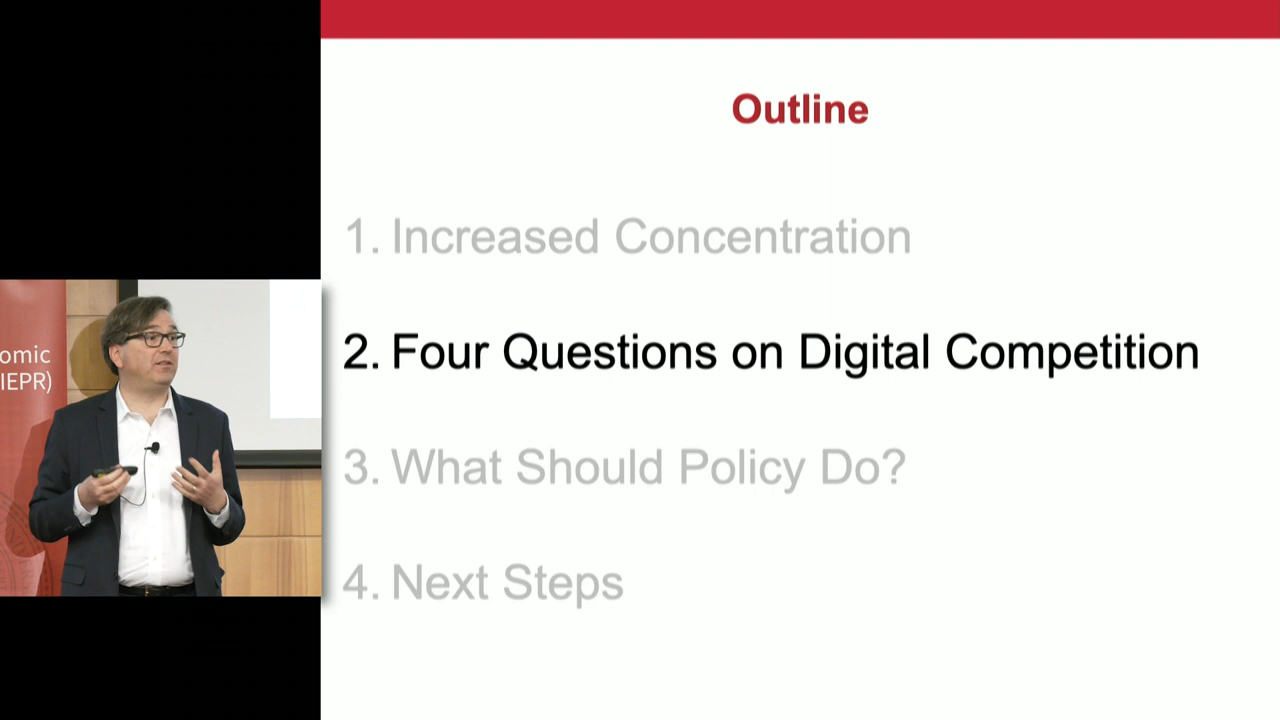 Outline
1. Increased Concentration
2. Four Questions on Digital Competition
3. What Should Policy Do?
4. Next Steps
omic
IEPR)